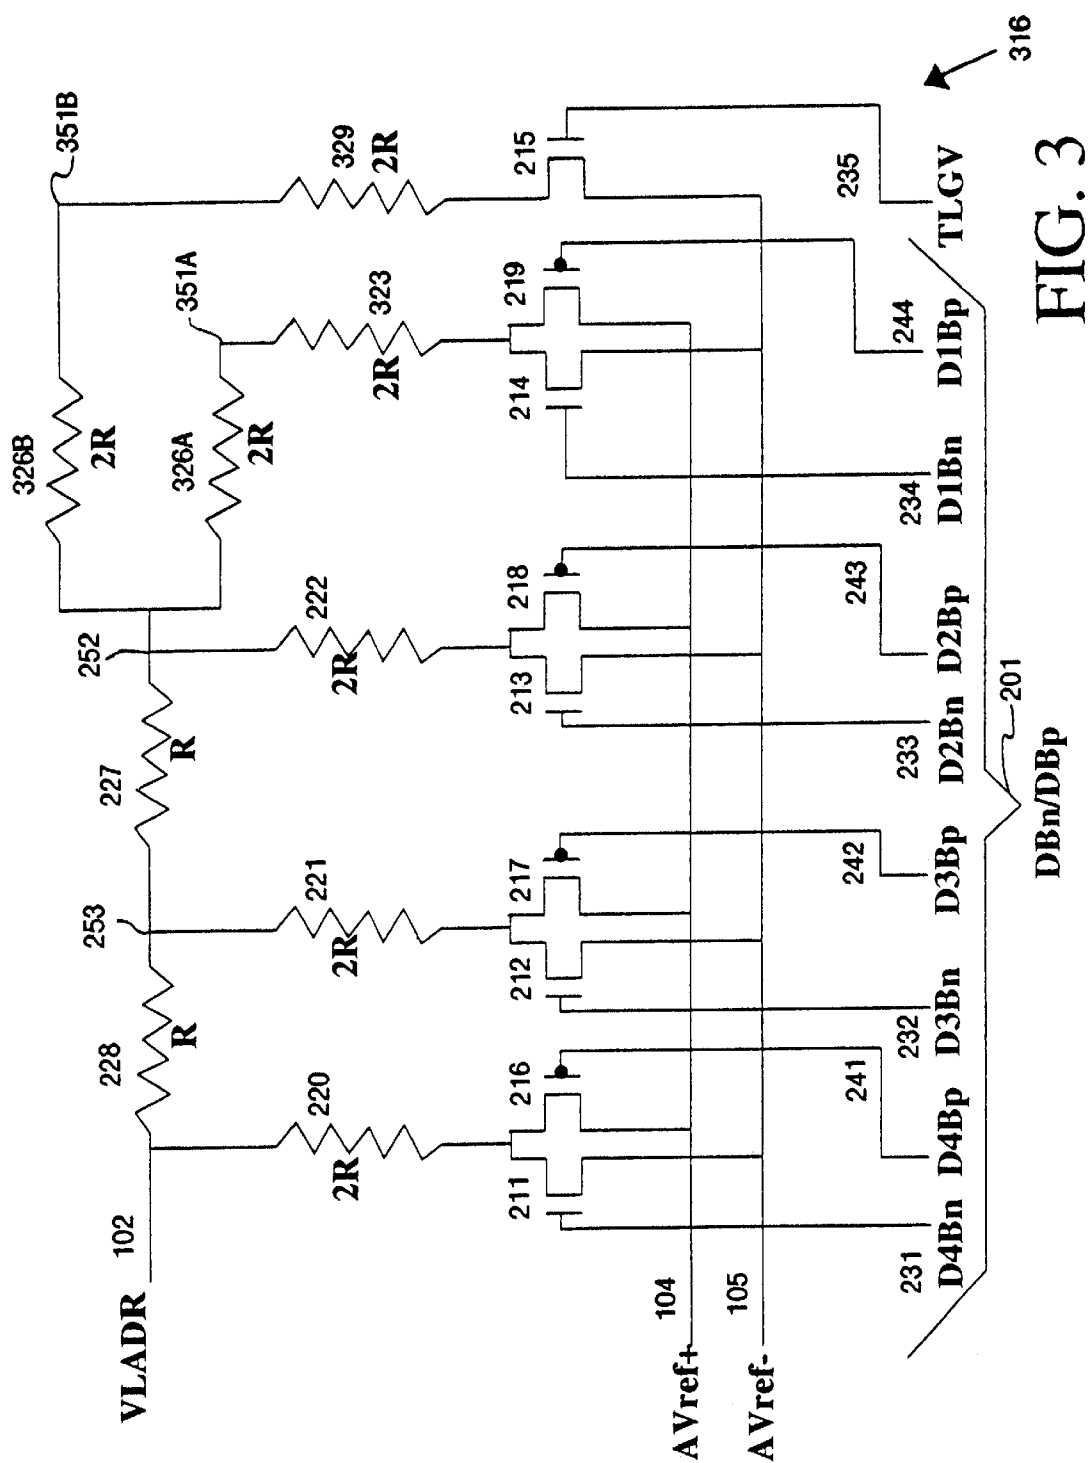 351B
326B
2R
351A
329
2R
326A
2R
323
2R
252
222
2R
227
R
253
221
2R
228
R
220
2R
102
VLADR
211
216
212
217
213
218
214
219
215
104
AVref+
105
AVref-
231
241
232
242
233
243
234
244
235
D4Bn
D4Bp
D3Bn
D3Bp
D2Bn
D2Bp
D1Bn
D1Bp
TLGV
201
DBn/DBp
316
FIG. 3